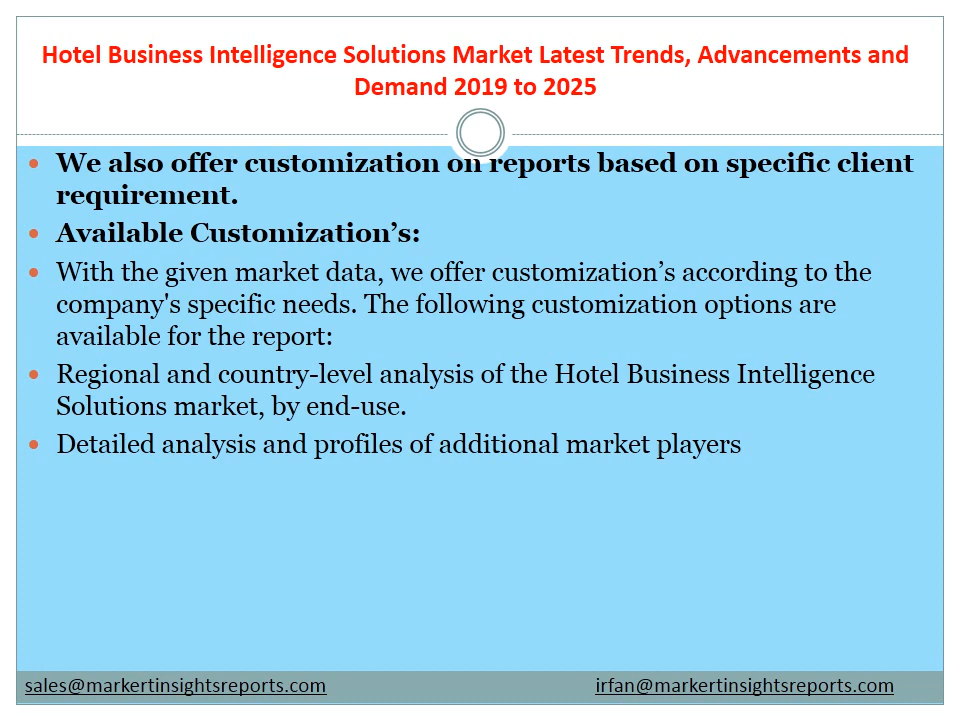 Hotel Business Intelligence Solutions Market Latest Trends, Advancements and
Demand 2019 to 2025
• We also offer customization on reports based on specific client
requirement.
• Available Customization’s:
• With the given market data, we offer customization’s according to the
company's specific needs. The following customization options are
available for the report:
• Regional and country-level analysis of the Hotel Business Intelligence
Solutions market, by end-use.
• Detailed analysis and profiles of additional market players
sales@markertinsightsreports.com irfan@markertinsightsreports.com